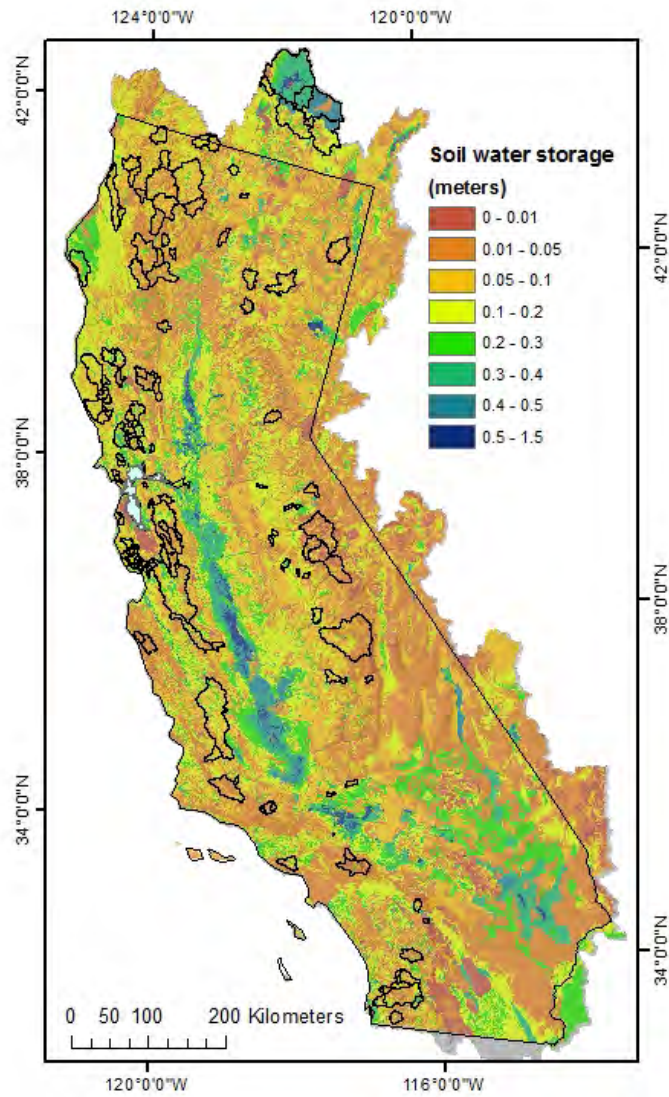 124°0'0"W 120°0'0"W
42°0'0"N
Soil water storage
(meters)
0 - 0.01
0.01 - 0.05
0.05 - 0.1
0.1 - 0.2
0.2 - 0.3
0.3 - 0.4
0.4 - 0.5
0.5 - 1.5
42°0'0"N
38°0'0"N
38°0'0"N
34°0'0"N
34°0'0"N
0 50 100 200 Kilometers
120°0'0"W 116°0'0"W